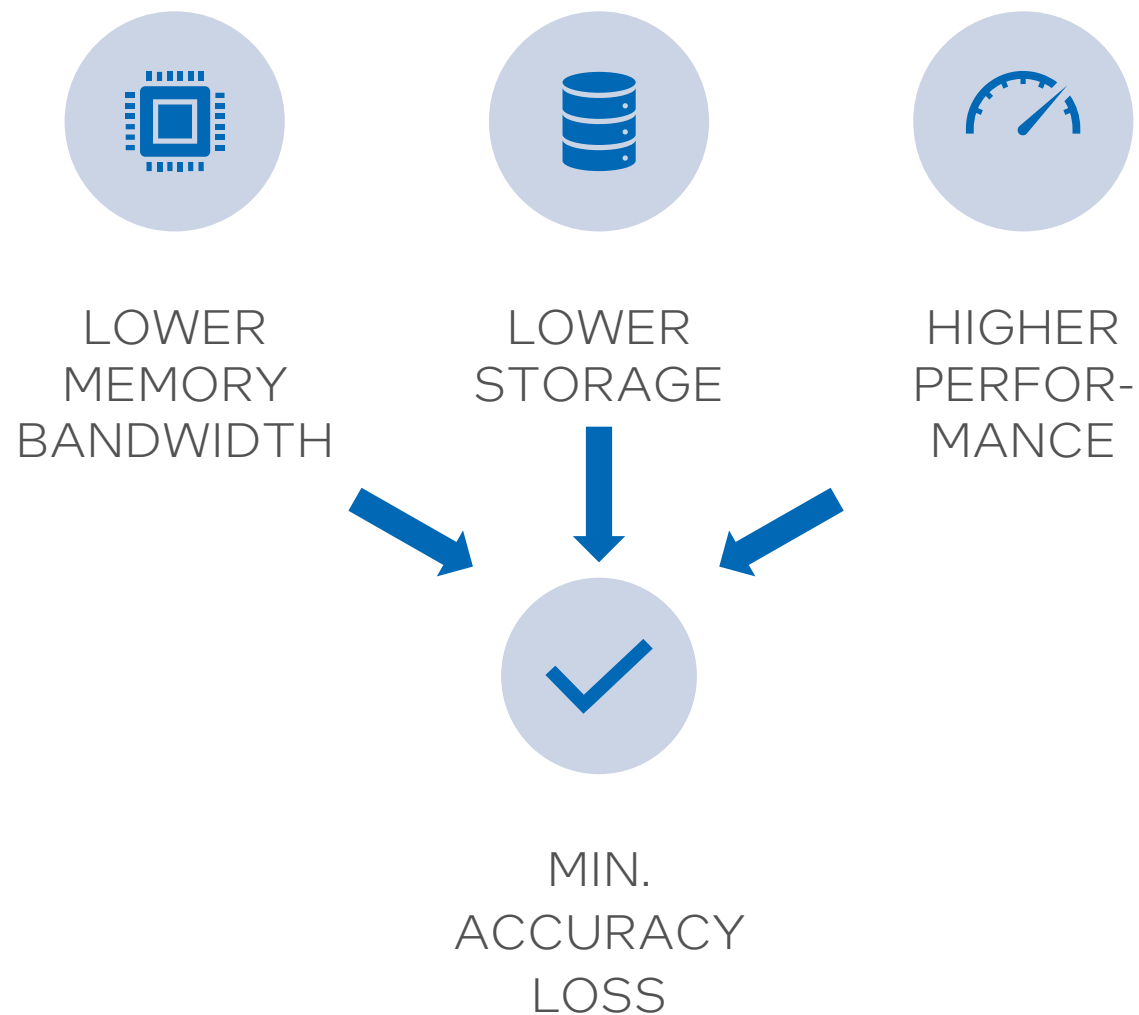 LOWER
MEMORY
BANDWIDTH
LOWER
STORAGE
HIGHER
PERFOR-
MANCE
MIN.
ACCURACY
LOSS